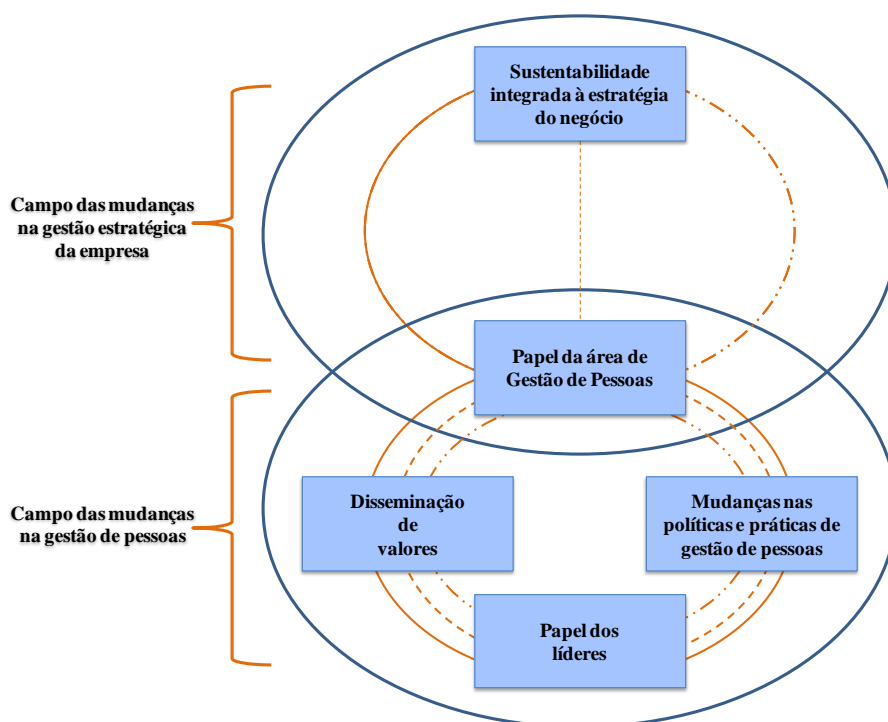 Sustentabilidade
integrada à estratégia
do negócio
Campo das mudanças
na gestão estratégica
da empresa
Papel da área de
Gestão de Pessoas
Campo das mudanças
na gestão de pessoas
Disseminação
de
valores
Mudanças nas
políticas e práticas de
gestão de pessoas
Papel dos
líderes